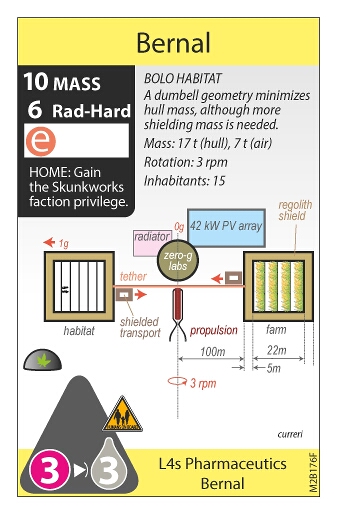 Bernal
10 MASS
6 Rad-Hard
e
HOME: Gain
the Skunkworks
faction privilege.
BOLO HABITAT
A dumbell geometry minimizes
hull mass, although more
shielding mass is needed.
Mass: 17 t (hull), 7 t (air)
Rotation: 3 rpm
Inhabitants: 15
regolith
shield
0g
42 kW PV array
radiator
1g
zero-g
labs
tether
habitat
shielded
transport
propulsion
farm
100m
22m
5m
3 rpm
curreri
3
3
L4s Pharmaceutics
Bernal
M2B176F